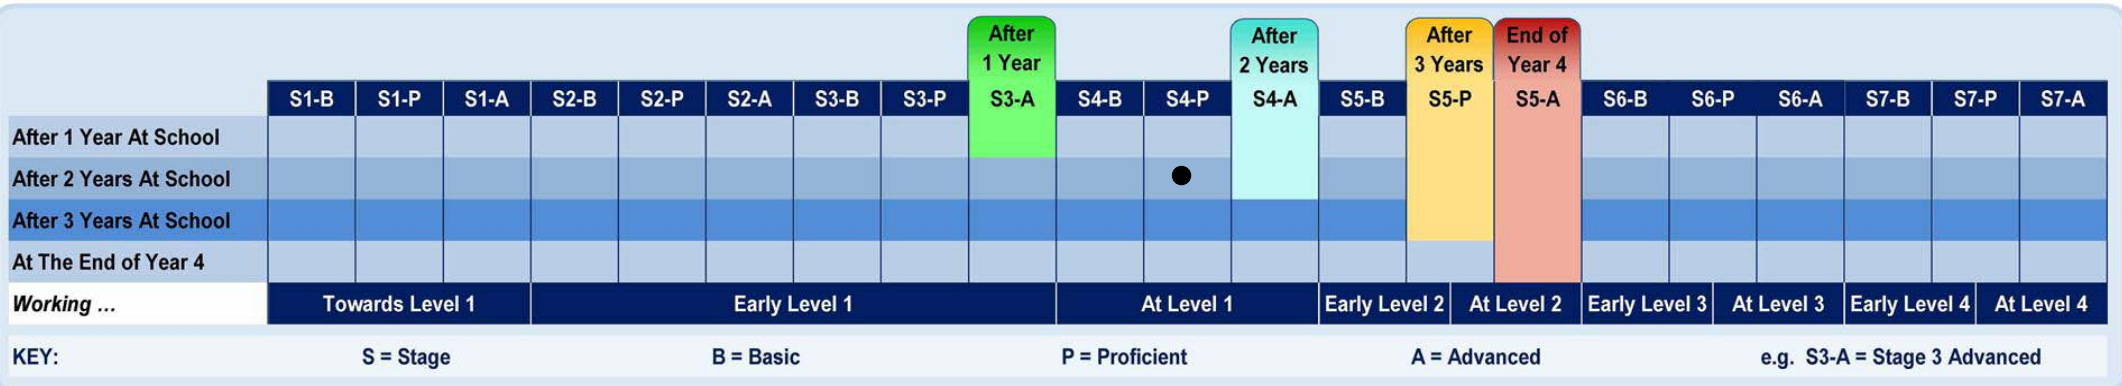 After After After End of
1 Year 2 Years 3 Years Year 4
S1-B S1-P S1-A S2-B S2-P S2-A S3-B S3-P S3-A S4-B S4-P S4-A S5-B S5-P S5-A S6-B S6-P S6-A S7-B S7-P S7-A
After 1 Year At School
After 2 Years At School
After 3 Years At School
At The End of Year 4
Working ... Towards Level 1 Early Level 1 At Level 1 Early Level 2 At Level 2 Early Level 3 At Level 3 Early Level 4 At Level 4
KEY: S = Stage B = Basic P = Proficient A = Advanced e.g. S3-A = Stage 3 Advanced